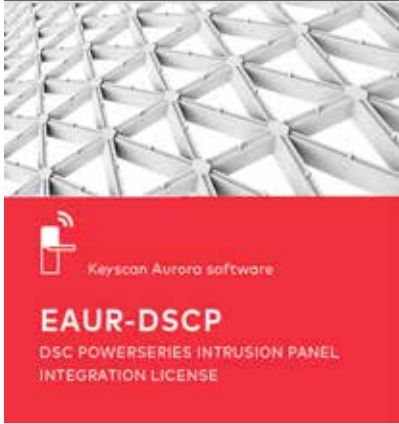 Keyscan Aurora software
EAUR-DSCP
DSC POWERSERIES INTRUSION PANEL
INTEGRATION LICENSE